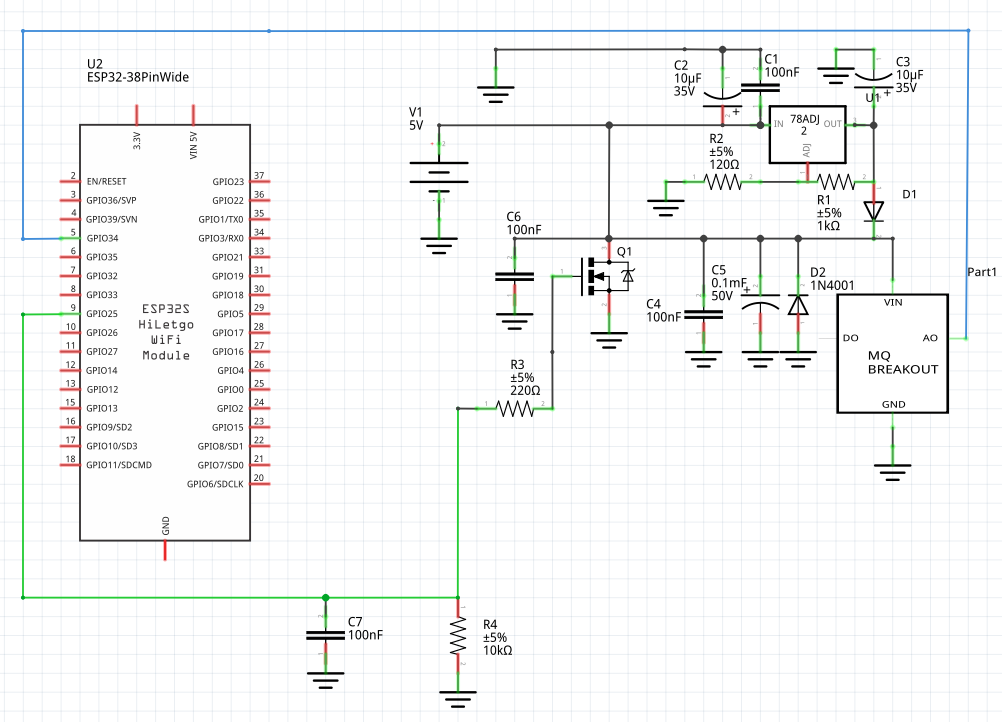 U2
ESP32-38PinWide
3.3V
VIN 5V
2 EN/RESET
3 GPIO36/SVP
4 GPIO39/SVN
5 GPIO34
6 GPIO35
7 GPIO32
8 GPIO33
9 GPIO25
10 GPIO26
11 GPIO27
12 GPIO14
13 GPIO12
15 GPIO13
16 GPIO9/SD2
17 GPIO10/SD3
18 GPIO11/SDCMD
GPIO23 37
GPIO22 36
GPIO1/TX0 35
GPIO3/RX0 34
GPIO21 33
GPIO19 31
GPIO18 30
GPIO5 29
GPIO17 28
GPIO16 27
GPIO4 26
GPIO0 25
GPIO2 24
GPIO15 23
GPIO8/SD1 22
GPIO7/SD0 21
GPIO6/SDCLK 20
ESP32S
HiLetgo
WiFi
Module
GND
V1
5V
C2
10µF
35V
+
C1
100nF
C3
10µF
35V
+
U1
IN
78ADJ
2
OUT
ADJ
R2
±5%
120Ω
1
2
R1
±5%
1kΩ
2
D1
C6
100nF
Q1
1
C5
0.1mF
50V
+
D2
1N4001
C4
100nF
Part1
VIN
DO
AO
MQ
BREAKOUT
GND
R3
±5%
220Ω
1
2
C7
100nF
R4
±5%
10kΩ